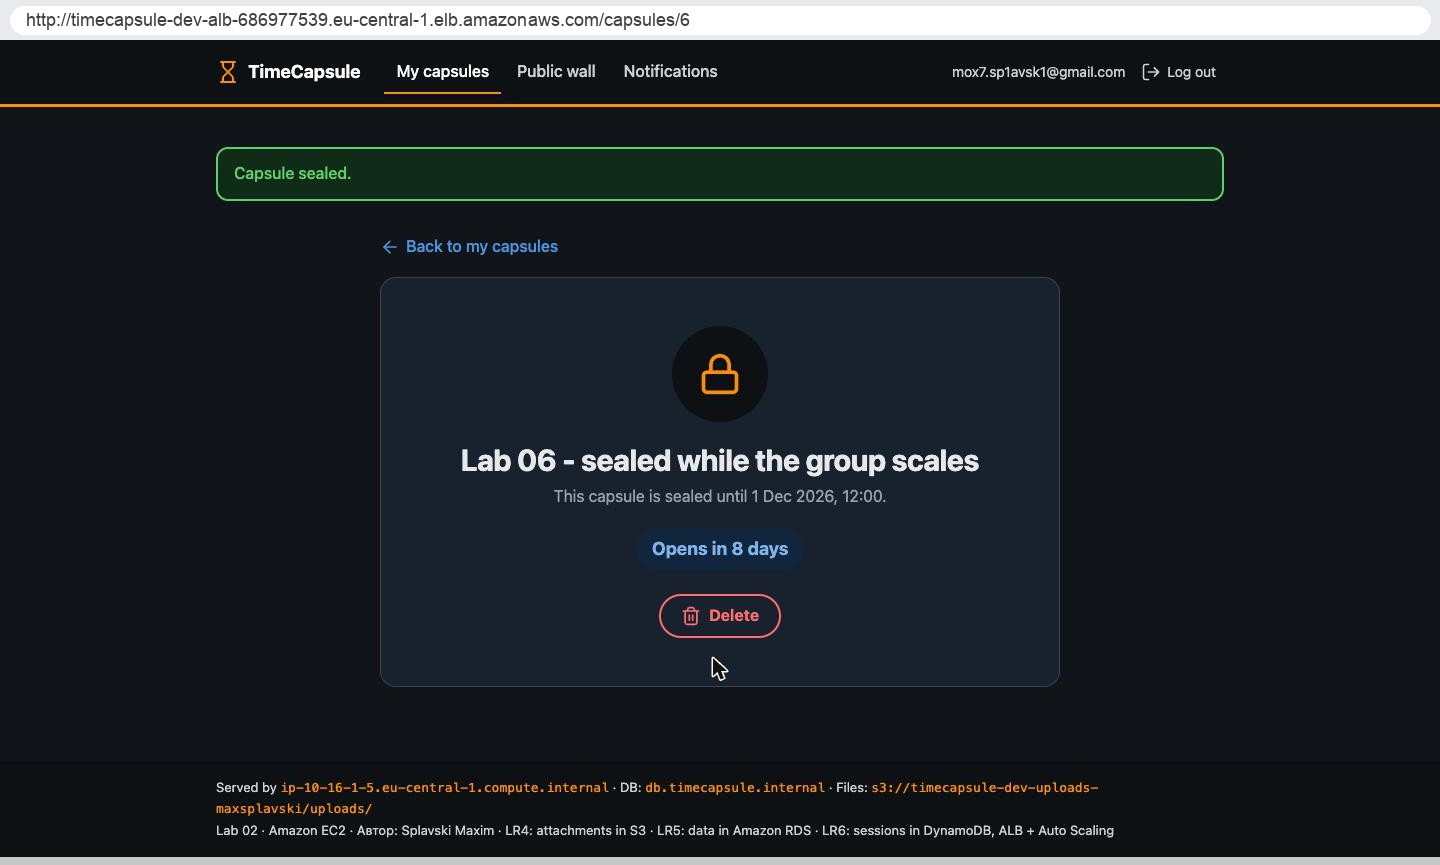 http://timecapsule-dev-alb-686977539.eu-central-1.elb.amazonaws.com/capsules/6
TimeCapsule My capsules Public wall Notifications mox7.sp1avsk1@gmail.com Log out
Capsule sealed.
Back to my capsules
Lab 06 - sealed while the group scales
This capsule is sealed until 1 Dec 2026, 12:00.
Opens in 8 days
Delete
Served by ip-10-16-1-5.eu-central-1.compute.internal · DB: db.timecapsule.internal · Files: s3://timecapsule-dev-uploads-
maxsplavski/uploads/
Lab 02 · Amazon EC2 · Автор: Splavski Maxim · LR4: attachments in S3 · LR5: data in Amazon RDS · LR6: sessions in DynamoDB, ALB + Auto Scaling